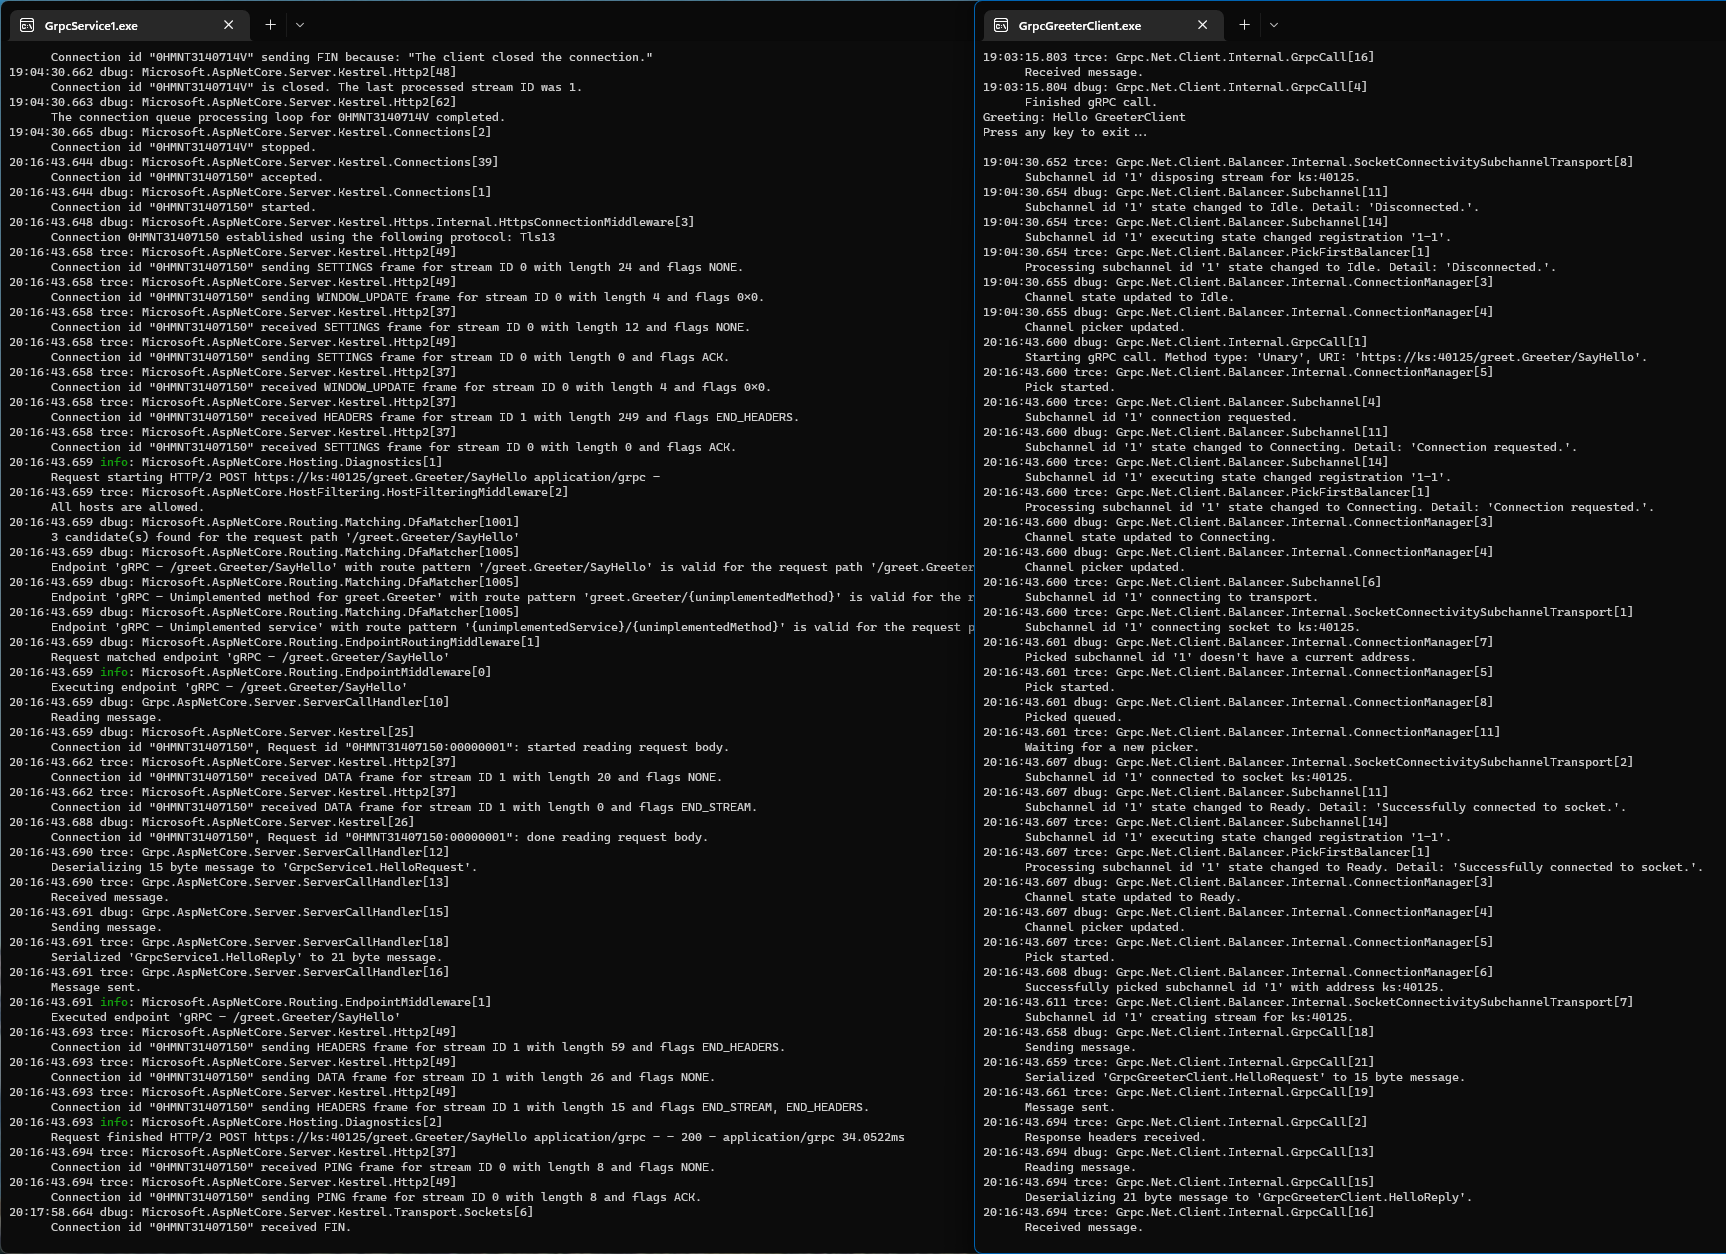 GrpcService1.exe
Connection id "0HMNT3140714V" sending FIN because: "The client closed the connection."
19:04:30.662 dbug: Microsoft.AspNetCore.Server.Kestrel.Http2[48]
Connection id "0HMNT3140714V" is closed. The last processed stream ID was 1.
19:04:30.663 dbug: Microsoft.AspNetCore.Server.Kestrel.Http2[62]
The connection queue processing loop for 0HMNT3140714V completed.
19:04:30.665 dbug: Microsoft.AspNetCore.Server.Kestrel.Connections[2]
Connection id "0HMNT3140714V" stopped.
20:16:43.644 dbug: Microsoft.AspNetCore.Server.Kestrel.Connections[39]
Connection id "0HMNT31407150" accepted.
20:16:43.644 dbug: Microsoft.AspNetCore.Server.Kestrel.Connections[1]
Connection id "0HMNT31407150" started.
20:16:43.648 dbug: Microsoft.AspNetCore.Server.Kestrel.Https.Internal.HttpsConnectionMiddleware[3]
Connection 0HMNT31407150 established using the following protocol: Tls13
20:16:43.658 trce: Microsoft.AspNetCore.Server.Kestrel.Http2[49]
Connection id "0HMNT31407150" sending SETTINGS frame for stream ID 0 with length 24 and flags NONE.
20:16:43.658 trce: Microsoft.AspNetCore.Server.Kestrel.Http2[49]
Connection id "0HMNT31407150" sending WINDOW_UPDATE frame for stream ID 0 with length 4 and flags 0×0.
20:16:43.658 trce: Microsoft.AspNetCore.Server.Kestrel.Http2[37]
Connection id "0HMNT31407150" received SETTINGS frame for stream ID 0 with length 12 and flags NONE.
20:16:43.658 trce: Microsoft.AspNetCore.Server.Kestrel.Http2[49]
Connection id "0HMNT31407150" sending SETTINGS frame for stream ID 0 with length 0 and flags ACK.
20:16:43.658 trce: Microsoft.AspNetCore.Server.Kestrel.Http2[37]
Connection id "0HMNT31407150" received WINDOW_UPDATE frame for stream ID 0 with length 4 and flags 0×0.
20:16:43.658 trce: Microsoft.AspNetCore.Server.Kestrel.Http2[37]
Connection id "0HMNT31407150" received HEADERS frame for stream ID 1 with length 249 and flags END_HEADERS.
20:16:43.658 trce: Microsoft.AspNetCore.Server.Kestrel.Http2[37]
Connection id "0HMNT31407150" received SETTINGS frame for stream ID 0 with length 0 and flags ACK.
20:16:43.659 info: Microsoft.AspNetCore.Hosting.Diagnostics[1]
Request starting HTTP/2 POST https://ks:40125/greet.Greeter/SayHello application/grpc -
20:16:43.659 trce: Microsoft.AspNetCore.HostFiltering.HostFilteringMiddleware[2]
All hosts are allowed.
20:16:43.659 dbug: Microsoft.AspNetCore.Routing.Matching.DfaMatcher[1001]
3 candidate(s) found for the request path '/greet.Greeter/SayHello'
20:16:43.659 dbug: Microsoft.AspNetCore.Routing.Matching.DfaMatcher[1005]
Endpoint 'gRPC - /greet.Greeter/SayHello' with route pattern '/greet.Greeter/SayHello' is valid for the request path '/greet.Greeter
20:16:43.659 dbug: Microsoft.AspNetCore.Routing.Matching.DfaMatcher[1005]
Endpoint 'gRPC - Unimplemented method for greet.Greeter' with route pattern 'greet.Greeter/{unimplementedMethod}' is valid for the r
20:16:43.659 dbug: Microsoft.AspNetCore.Routing.Matching.DfaMatcher[1005]
Endpoint 'gRPC - Unimplemented service' with route pattern '{unimplementedService}/{unimplementedMethod}' is valid for the request p
20:16:43.659 dbug: Microsoft.AspNetCore.Routing.EndpointRoutingMiddleware[1]
Request matched endpoint 'gRPC - /greet.Greeter/SayHello'
20:16:43.659 info: Microsoft.AspNetCore.Routing.EndpointMiddleware[0]
Executing endpoint 'gRPC - /greet.Greeter/SayHello'
20:16:43.659 dbug: Grpc.AspNetCore.Server.ServerCallHandler[10]
Reading message.
20:16:43.659 dbug: Microsoft.AspNetCore.Server.Kestrel[25]
Connection id "0HMNT31407150", Request id "0HMNT31407150:00000001": started reading request body.
20:16:43.662 trce: Microsoft.AspNetCore.Server.Kestrel.Http2[37]
Connection id "0HMNT31407150" received DATA frame for stream ID 1 with length 20 and flags NONE.
20:16:43.662 trce: Microsoft.AspNetCore.Server.Kestrel.Http2[37]
Connection id "0HMNT31407150" received DATA frame for stream ID 1 with length 0 and flags END_STREAM.
20:16:43.688 dbug: Microsoft.AspNetCore.Server.Kestrel[26]
Connection id "0HMNT31407150", Request id "0HMNT31407150:00000001": done reading request body.
20:16:43.690 trce: Grpc.AspNetCore.Server.ServerCallHandler[12]
Deserializing 15 byte message to 'GrpcService1.HelloRequest'.
20:16:43.690 trce: Grpc.AspNetCore.Server.ServerCallHandler[13]
Received message.
20:16:43.691 dbug: Grpc.AspNetCore.Server.ServerCallHandler[15]
Sending message.
20:16:43.691 trce: Grpc.AspNetCore.Server.ServerCallHandler[18]
Serialized 'GrpcService1.HelloReply' to 21 byte message.
20:16:43.691 trce: Grpc.AspNetCore.Server.ServerCallHandler[16]
Message sent.
20:16:43.691 info: Microsoft.AspNetCore.Routing.EndpointMiddleware[1]
Executed endpoint 'gRPC - /greet.Greeter/SayHello'
20:16:43.693 trce: Microsoft.AspNetCore.Server.Kestrel.Http2[49]
Connection id "0HMNT31407150" sending HEADERS frame for stream ID 1 with length 59 and flags END_HEADERS.
20:16:43.693 trce: Microsoft.AspNetCore.Server.Kestrel.Http2[49]
Connection id "0HMNT31407150" sending DATA frame for stream ID 1 with length 26 and flags NONE.
20:16:43.693 trce: Microsoft.AspNetCore.Server.Kestrel.Http2[49]
Connection id "0HMNT31407150" sending HEADERS frame for stream ID 1 with length 15 and flags END_STREAM, END_HEADERS.
20:16:43.693 info: Microsoft.AspNetCore.Hosting.Diagnostics[2]
Request finished HTTP/2 POST https://ks:40125/greet.Greeter/SayHello application/grpc - - 200 - application/grpc 34.0522ms
20:16:43.694 trce: Microsoft.AspNetCore.Server.Kestrel.Http2[37]
Connection id "0HMNT31407150" received PING frame for stream ID 0 with length 8 and flags NONE.
20:16:43.694 trce: Microsoft.AspNetCore.Server.Kestrel.Http2[49]
Connection id "0HMNT31407150" sending PING frame for stream ID 0 with length 8 and flags ACK.
20:17:58.664 dbug: Microsoft.AspNetCore.Server.Kestrel.Transport.Sockets[6]
Connection id "0HMNT31407150" received FIN.
GrpcGreeterClient.exe
19:03:15.803 trce: Grpc.Net.Client.Internal.GrpcCall[16]
Received message.
19:03:15.804 dbug: Grpc.Net.Client.Internal.GrpcCall[4]
Finished gRPC call.
Greeting: Hello GreeterClient
Press any key to exit...
19:04:30.652 trce: Grpc.Net.Client.Balancer.Internal.SocketConnectivitySubchannelTransport[8]
Subchannel id '1' disposing stream for ks:40125.
19:04:30.654 dbug: Grpc.Net.Client.Balancer.Subchannel[11]
Subchannel id '1' state changed to Idle. Detail: 'Disconnected.'.
19:04:30.654 trce: Grpc.Net.Client.Balancer.Subchannel[14]
Subchannel id '1' executing state changed registration '1-1'.
19:04:30.654 trce: Grpc.Net.Client.Balancer.PickFirstBalancer[1]
Processing subchannel id '1' state changed to Idle. Detail: 'Disconnected.'.
19:04:30.655 dbug: Grpc.Net.Client.Balancer.Internal.ConnectionManager[3]
Channel state updated to Idle.
19:04:30.655 dbug: Grpc.Net.Client.Balancer.Internal.ConnectionManager[4]
Channel picker updated.
20:16:43.600 dbug: Grpc.Net.Client.Internal.GrpcCall[1]
Starting gRPC call. Method type: 'Unary', URI: 'https://ks:40125/greet.Greeter/SayHello'.
20:16:43.600 trce: Grpc.Net.Client.Balancer.Internal.ConnectionManager[5]
Pick started.
20:16:43.600 trce: Grpc.Net.Client.Balancer.Subchannel[4]
Subchannel id '1' connection requested.
20:16:43.600 dbug: Grpc.Net.Client.Balancer.Subchannel[11]
Subchannel id '1' state changed to Connecting. Detail: 'Connection requested.'.
20:16:43.600 trce: Grpc.Net.Client.Balancer.Subchannel[14]
Subchannel id '1' executing state changed registration '1-1'.
20:16:43.600 trce: Grpc.Net.Client.Balancer.PickFirstBalancer[1]
Processing subchannel id '1' state changed to Connecting. Detail: 'Connection requested.'.
20:16:43.600 dbug: Grpc.Net.Client.Balancer.Internal.ConnectionManager[3]
Channel state updated to Connecting.
20:16:43.600 dbug: Grpc.Net.Client.Balancer.Internal.ConnectionManager[4]
Channel picker updated.
20:16:43.600 trce: Grpc.Net.Client.Balancer.Subchannel[6]
Subchannel id '1' connecting to transport.
20:16:43.600 trce: Grpc.Net.Client.Balancer.Internal.SocketConnectivitySubchannelTransport[1]
Subchannel id '1' connecting socket to ks:40125.
20:16:43.601 dbug: Grpc.Net.Client.Balancer.Internal.ConnectionManager[7]
Picked subchannel id '1' doesn't have a current address.
20:16:43.601 trce: Grpc.Net.Client.Balancer.Internal.ConnectionManager[5]
Pick started.
20:16:43.601 dbug: Grpc.Net.Client.Balancer.Internal.ConnectionManager[8]
Picked queued.
20:16:43.601 trce: Grpc.Net.Client.Balancer.Internal.ConnectionManager[11]
Waiting for a new picker.
20:16:43.607 dbug: Grpc.Net.Client.Balancer.Internal.SocketConnectivitySubchannelTransport[2]
Subchannel id '1' connected to socket ks:40125.
20:16:43.607 dbug: Grpc.Net.Client.Balancer.Subchannel[11]
Subchannel id '1' state changed to Ready. Detail: 'Successfully connected to socket.'.
20:16:43.607 trce: Grpc.Net.Client.Balancer.Subchannel[14]
Subchannel id '1' executing state changed registration '1-1'.
20:16:43.607 trce: Grpc.Net.Client.Balancer.PickFirstBalancer[1]
Processing subchannel id '1' state changed to Ready. Detail: 'Successfully connected to socket.'.
20:16:43.607 dbug: Grpc.Net.Client.Balancer.Internal.ConnectionManager[3]
Channel state updated to Ready.
20:16:43.607 dbug: Grpc.Net.Client.Balancer.Internal.ConnectionManager[4]
Channel picker updated.
20:16:43.607 trce: Grpc.Net.Client.Balancer.Internal.ConnectionManager[5]
Pick started.
20:16:43.608 dbug: Grpc.Net.Client.Balancer.Internal.ConnectionManager[6]
Successfully picked subchannel id '1' with address ks:40125.
20:16:43.611 trce: Grpc.Net.Client.Balancer.Internal.SocketConnectivitySubchannelTransport[7]
Subchannel id '1' creating stream for ks:40125.
20:16:43.658 dbug: Grpc.Net.Client.Internal.GrpcCall[18]
Sending message.
20:16:43.659 trce: Grpc.Net.Client.Internal.GrpcCall[21]
Serialized 'GrpcGreeterClient.HelloRequest' to 15 byte message.
20:16:43.661 trce: Grpc.Net.Client.Internal.GrpcCall[19]
Message sent.
20:16:43.694 trce: Grpc.Net.Client.Internal.GrpcCall[2]
Response headers received.
20:16:43.694 dbug: Grpc.Net.Client.Internal.GrpcCall[13]
Reading message.
20:16:43.694 trce: Grpc.Net.Client.Internal.GrpcCall[15]
Deserializing 21 byte message to 'GrpcGreeterClient.HelloReply'.
20:16:43.694 trce: Grpc.Net.Client.Internal.GrpcCall[16]
Received message.